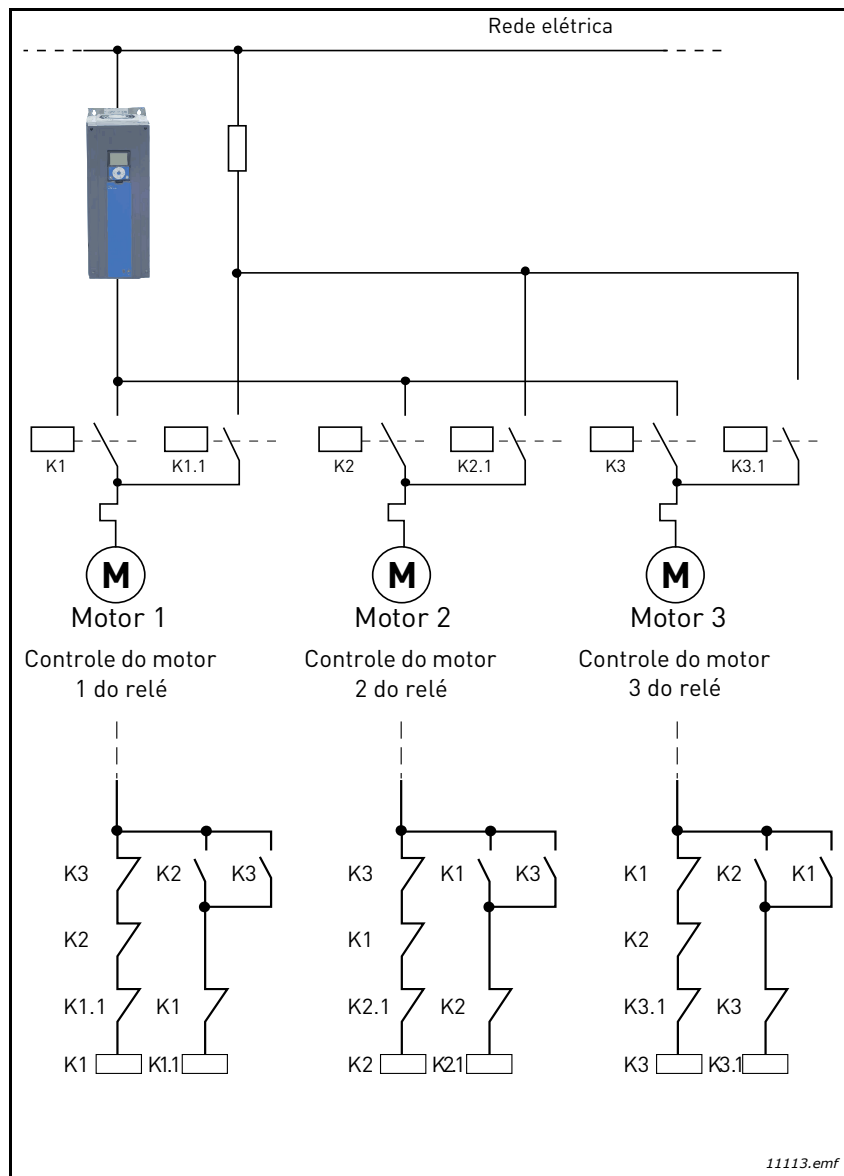 Rede elétrica
K1 K1.1 K2 K2.1 K3 K3.1
M M M
Motor 1 Motor 2 Motor 3
Controle do motor
1 do relé
Controle do motor
2 do relé
Controle do motor
3 do relé
K3 K2 K3 K3 K1 K3 K1 K2 K1
K2 K1 K2
K1.1 K1 K2.1 K2 K3.1 K3
K1 K1.1 K2 K2.1 K3 K3.1
11113.emf